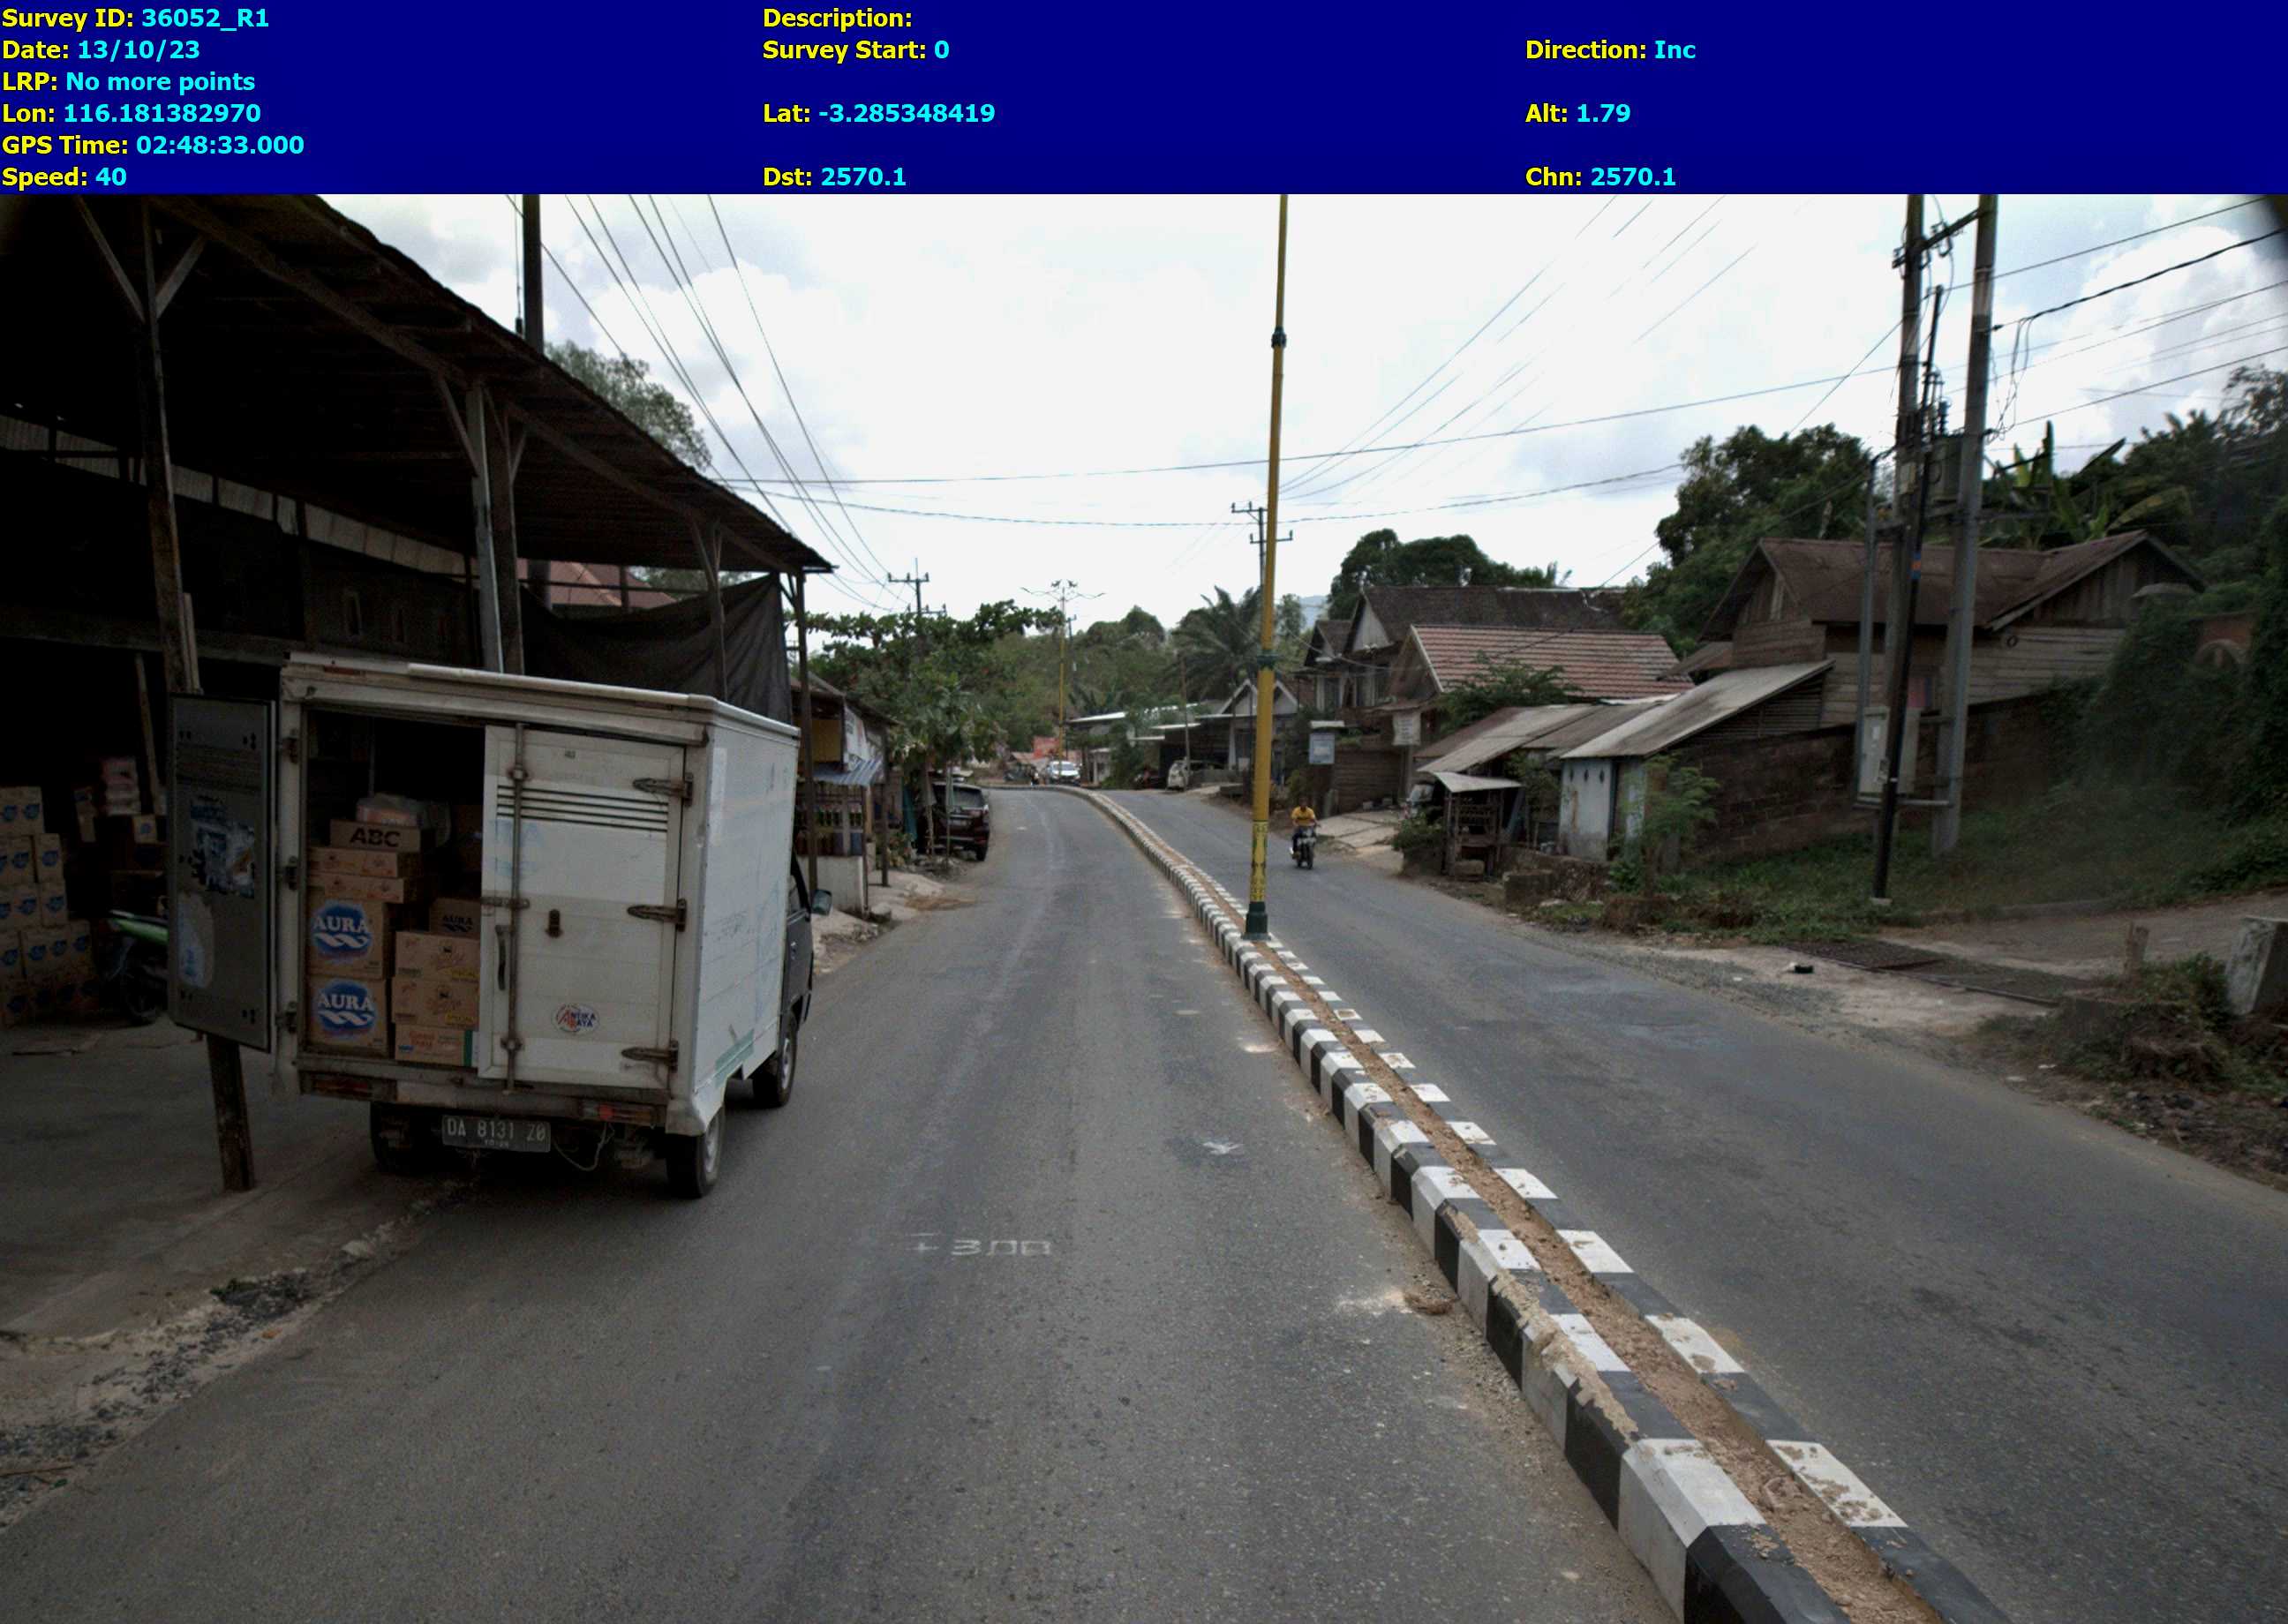 Survey ID: 36052_R1
Description:
Date: 13/10/23
Survey Start: 0
Direction: Inc
LRP: No more points
Lon: 116.181382970
Lat: -3.285348419
Alt: 1.79
GPS Time: 02:48:33.000
Speed: 40
Dst: 2570.1
Chn: 2570.1
ABC
AURA
AURA
AURA
DA 8131 ZO
+300